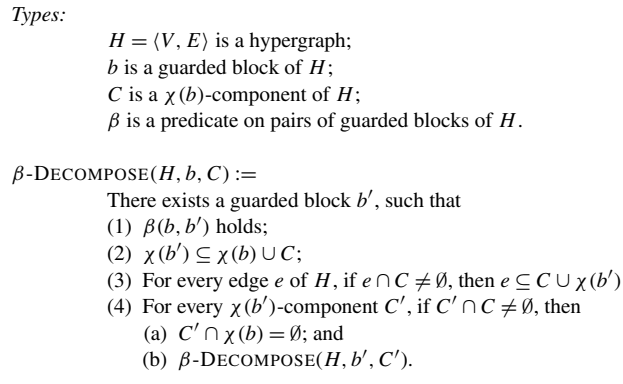 Types:
H = ⟨V, E⟩ is a hypergraph;
b is a guarded block of H;
C is a χ(b)-component of H;
β is a predicate on pairs of guarded blocks of H.
β-DECOMPOSE(H, b, C) :=
There exists a guarded block b′, such that
(1) β(b, b′) holds;
(2) χ(b′) ⊆ χ(b) ∪ C;
(3) For every edge e of H, if e ∩ C ≠ ∅, then e ⊆ C ∪ χ(b′)
(4) For every χ(b′)-component C′, if C′ ∩ C ≠ ∅, then
(a) C′ ∩ χ(b) = ∅; and
(b) β-DECOMPOSE(H, b′, C′).